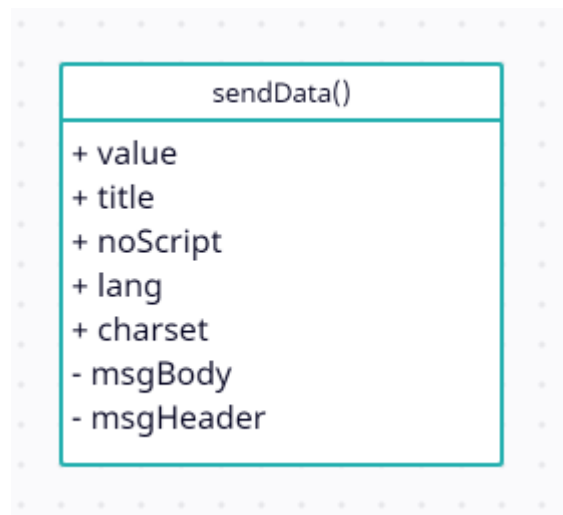 sendData()
+ value
+ title
+ noScript
+ lang
+ charset
- msgBody
- msgHeader